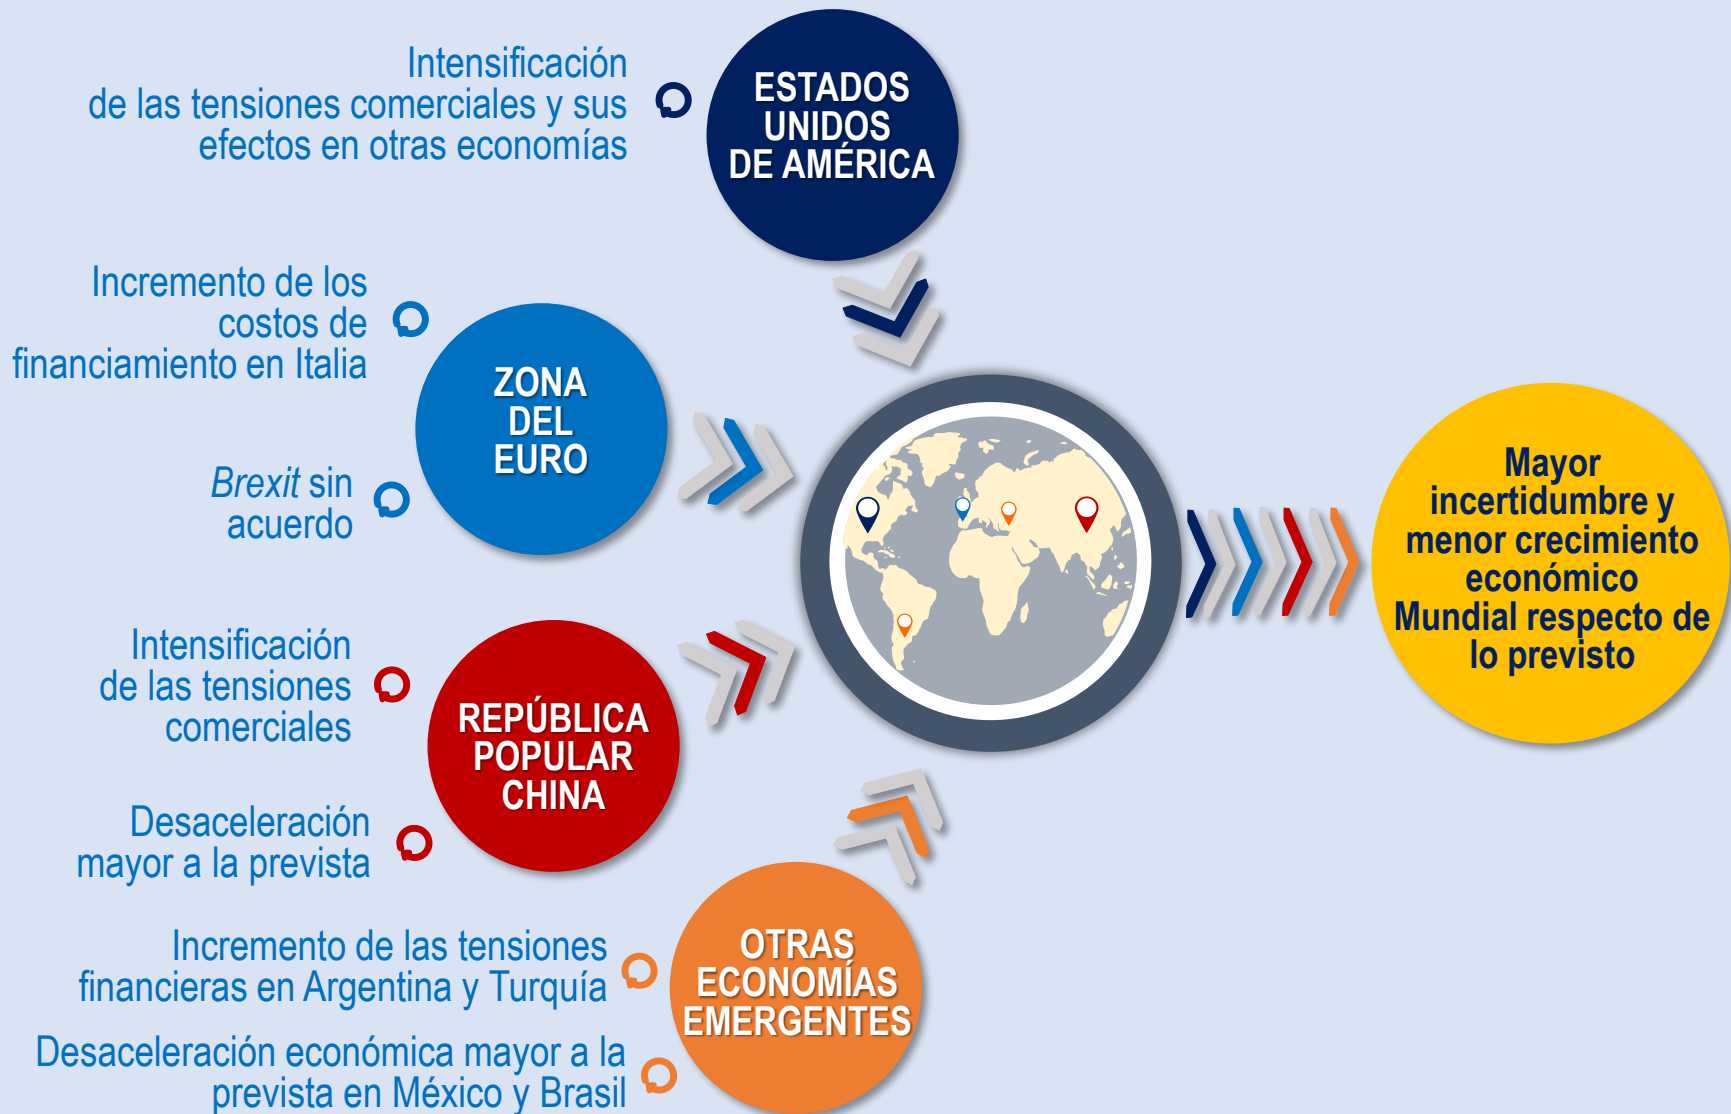 Intensificación
de las tensiones comerciales y sus
efectos en otras economías
ESTADOS
UNIDOS
DE AMÉRICA
Incremento de los
costos de
financiamiento en Italia
Brexit sin
acuerdo
ZONA
DEL
EURO
Intensificación
de las tensiones
comerciales
Desaceleración
mayor a la prevista
REPÚBLICA
POPULAR
CHINA
Incremento de las tensiones
financieras en Argentina y Turquía
Desaceleración económica mayor a la
prevista en México y Brasil
OTRAS
ECONOMÍAS
EMERGENTES
Mayor
incertidumbre y
menor crecimiento
económico
Mundial respecto de
lo previsto